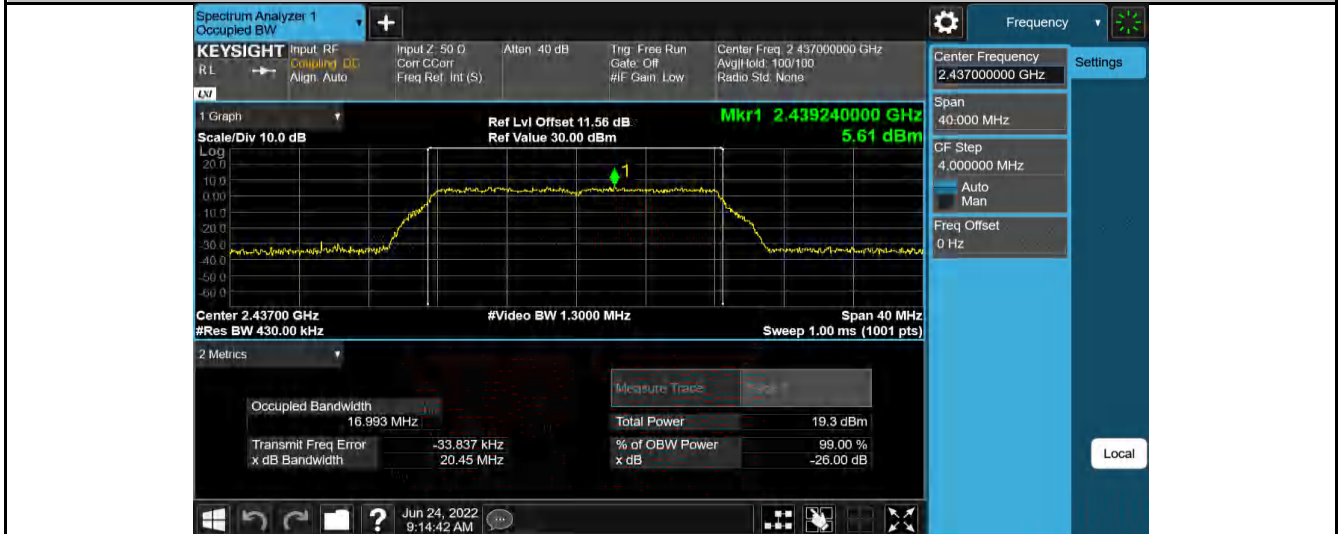 Spectrum Analyzer 1
Occupied BW
Frequency
KEYSIGHT
RL
LXI
Input: RF
Coupling: DC
Align: Auto
Input Z: 50 Ω
Corr CCorr
Freq Ref: Int (S)
Atten: 40 dB
Trig: Free Run
Gate: Off
#IF Gain: Low
Center Freq: 2.437000000 GHz
Avg|Hold: 100/100
Radio Std: None
1 Graph
Scale/Div 10.0 dB
Ref Lvl Offset 11.56 dB
Ref Value 30.00 dBm
Mkr1 2.439240000 GHz
5.61 dBm
Log
20.0
10.0
0.00
-10.0
-20.0
-30.0
-40.0
-50.0
-60.0
1
Center 2.43700 GHz
#Res BW 430.00 kHz
#Video BW 1.3000 MHz
Span 40 MHz
Sweep 1.00 ms (1001 pts)
2 Metrics
Measure Trace
Occupied Bandwidth
16.993 MHz
Transmit Freq Error -33.837 kHz
x dB Bandwidth 20.45 MHz
Total Power 19.3 dBm
% of OBW Power 99.00 %
x dB -26.00 dB
Center Frequency
2.437000000 GHz
Span
40.000 MHz
CF Step
4.000000 MHz
Auto
Man
Freq Offset
0 Hz
Settings
Local
?
Jun 24, 2022
9:14:42 AM